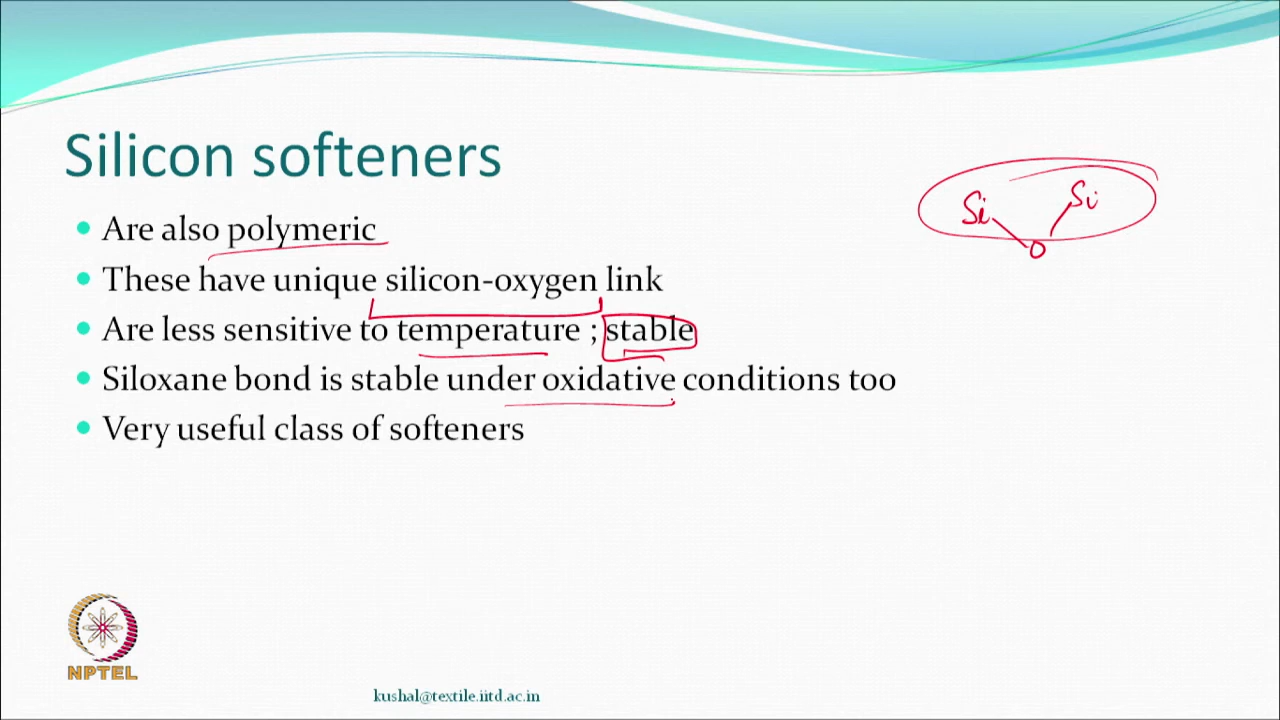 Silicon softeners
Are also polymeric
These have unique silicon-oxygen link
Are less sensitive to temperature ; stable
Siloxane bond is stable under oxidative conditions too
Very useful class of softeners
Si Si
O
NPTEL
kushal@textile.iitd.ac.in